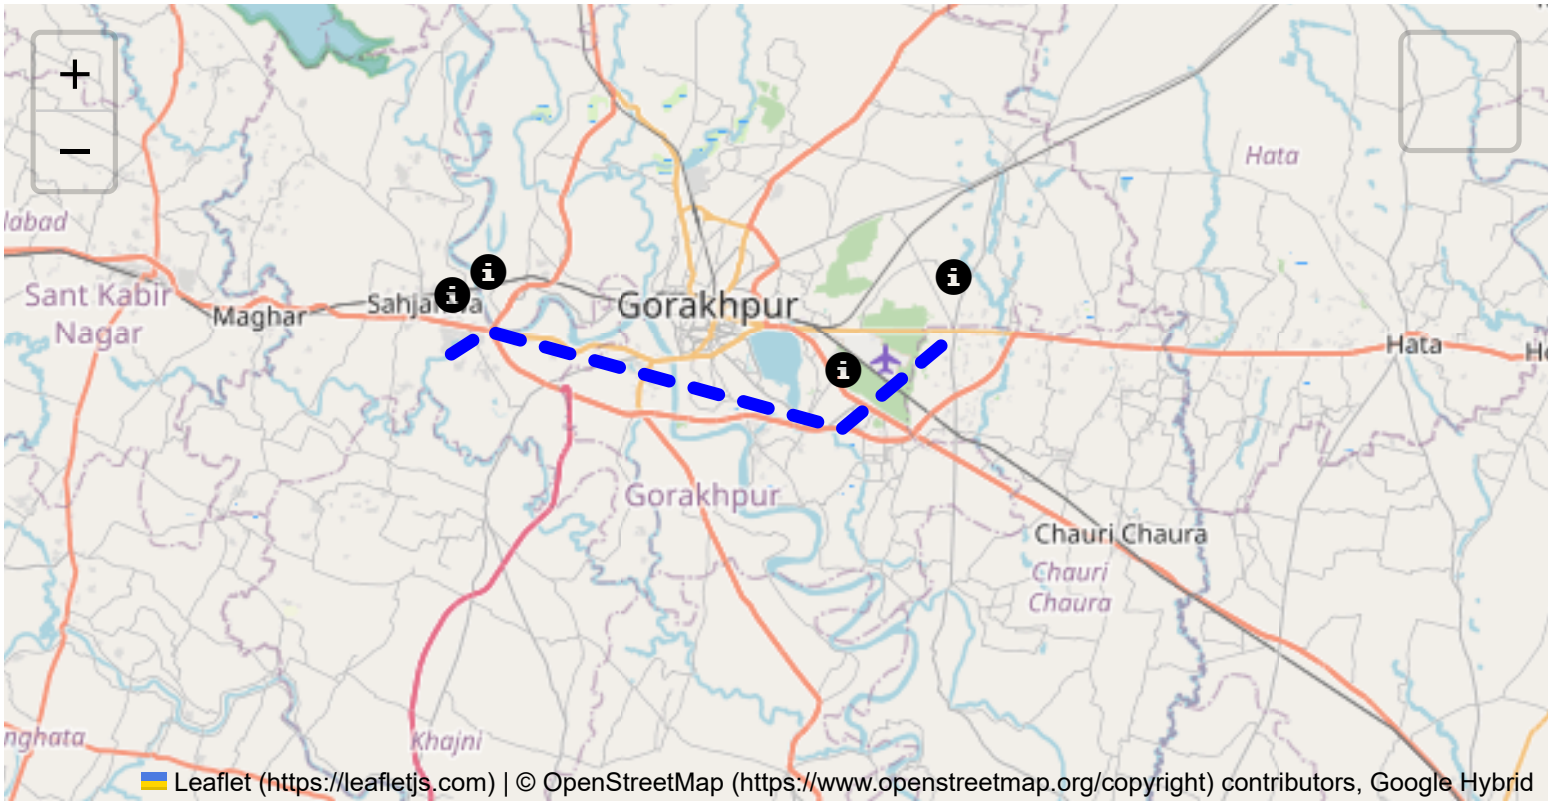 +
−
Hata
labad
Sant Kabir
Nagar
Maghar
Gorakhpur
Hata
Gorakhpur
Chauri Chaura
Chauri
Chaura
nghata
Khajni
Leaflet (https://leafletjs.com) | © OpenStreetMap (https://www.openstreetmap.org/copyright) contributors, Google Hybrid